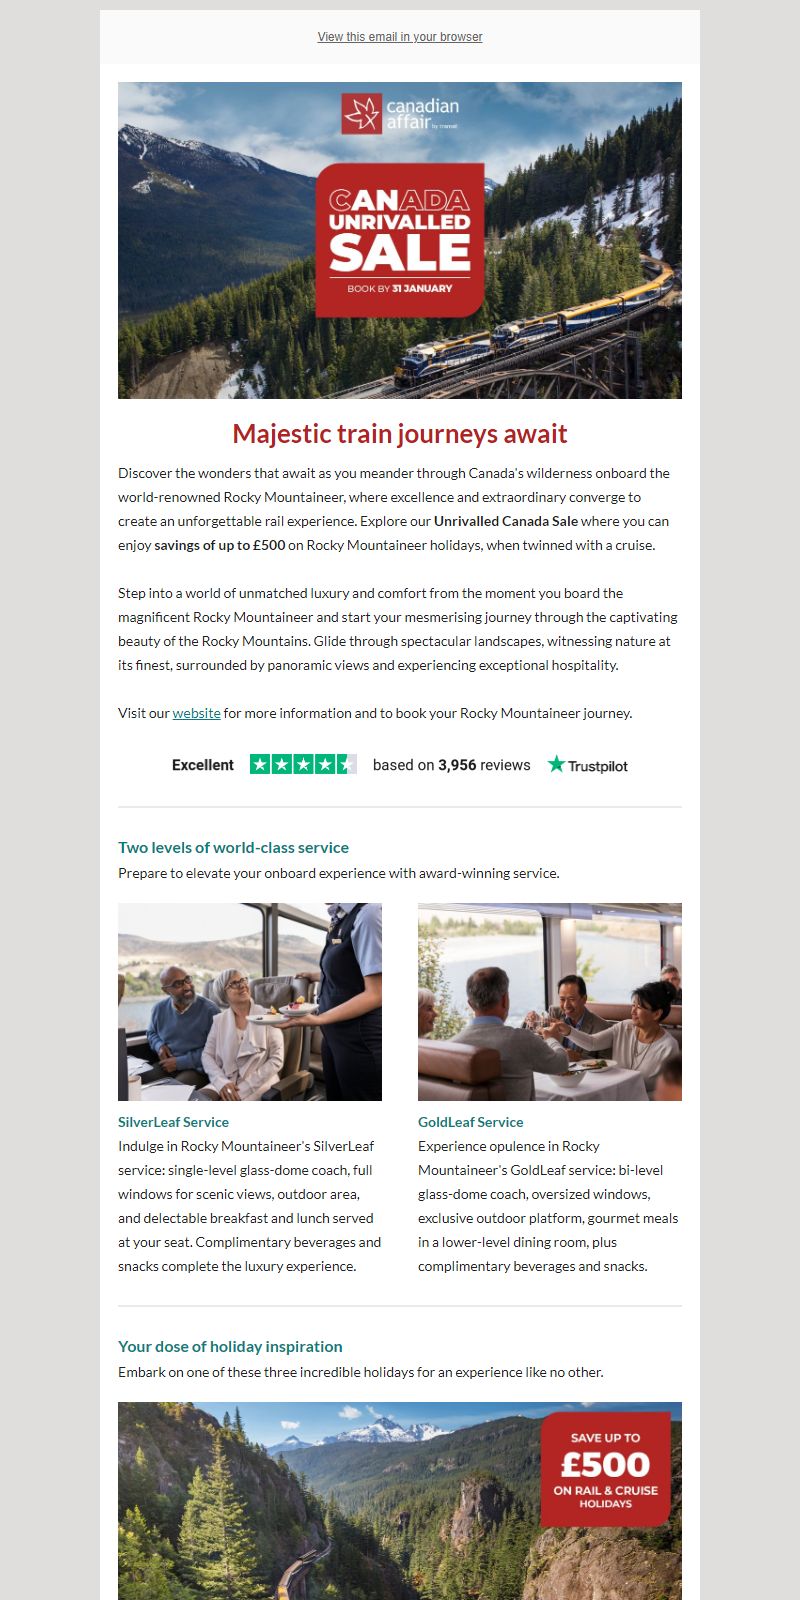 View this email in your browser
canadian
affair by transat
CANADA
UNRIVALLED
SALE
BOOK BY 31 JANUARY
Majestic train journeys await
Discover the wonders that await as you meander through Canada's wilderness onboard the
world-renowned Rocky Mountaineer, where excellence and extraordinary converge to
create an unforgettable rail experience. Explore our Unrivalled Canada Sale where you can
enjoy savings of up to £500 on Rocky Mountaineer holidays, when twinned with a cruise.
Step into a world of unmatched luxury and comfort from the moment you board the
magnificent Rocky Mountaineer and start your mesmerising journey through the captivating
beauty of the Rocky Mountains. Glide through spectacular landscapes, witnessing nature at
its finest, surrounded by panoramic views and experiencing exceptional hospitality.
Visit our website for more information and to book your Rocky Mountaineer journey.
Excellent based on 3,956 reviews Trustpilot
Two levels of world-class service
Prepare to elevate your onboard experience with award-winning service.
SilverLeaf Service
Indulge in Rocky Mountaineer's SilverLeaf
service: single-level glass-dome coach, full
windows for scenic views, outdoor area,
and delectable breakfast and lunch served
at your seat. Complimentary beverages and
snacks complete the luxury experience.
GoldLeaf Service
Experience opulence in Rocky
Mountaineer's GoldLeaf service: bi-level
glass-dome coach, oversized windows,
exclusive outdoor platform, gourmet meals
in a lower-level dining room, plus
complimentary beverages and snacks.
Your dose of holiday inspiration
Embark on one of these three incredible holidays for an experience like no other.
SAVE UP TO
£500
ON RAIL & CRUISE
HOLIDAYS